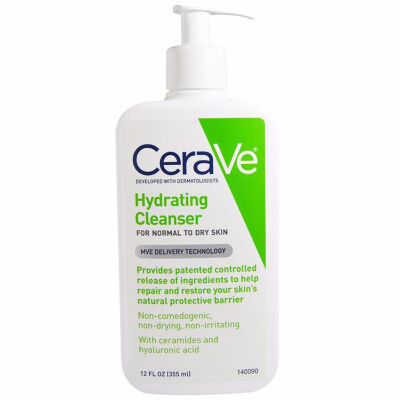 CeraVe®
DEVELOPED WITH DERMATOLOGISTS
Hydrating
Cleanser
FOR NORMAL TO DRY SKIN
MVE DELIVERY TECHNOLOGY
Provides patented controlled
release of ingredients to help
repair and restore your skin's
natural protective barrier
Non-comedogenic,
non-drying, non-irritating
With ceramides and
hyaluronic acid
12 FL OZ (355 ml) 140090